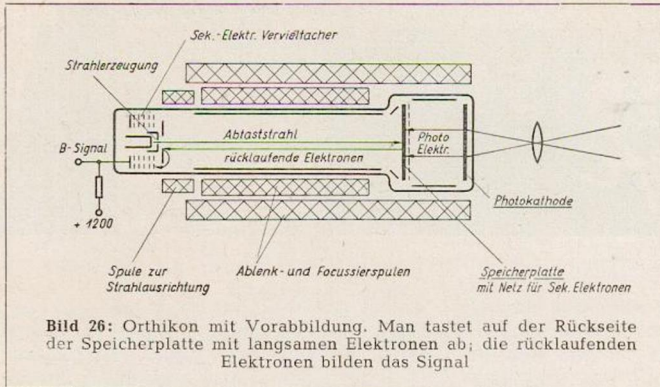 Sek.-Elektr. Vervieltacher
Strahlerzeugung
B-Signal
+ 1200
Abtaststrahl
rücklaufende Elektronen
Photo
Elektr.
Photokathode
Spule zur
Strahlausrichtung
Ablenk- und Focussierspulen
Speicherplatte
mit Netz für Sek. Elektronen
Bild 26: Orthikon mit Vorabbildung. Man tastet auf der Rückseite
der Speicherplatte mit langsamen Elektronen ab; die rücklaufenden
Elektronen bilden das Signal